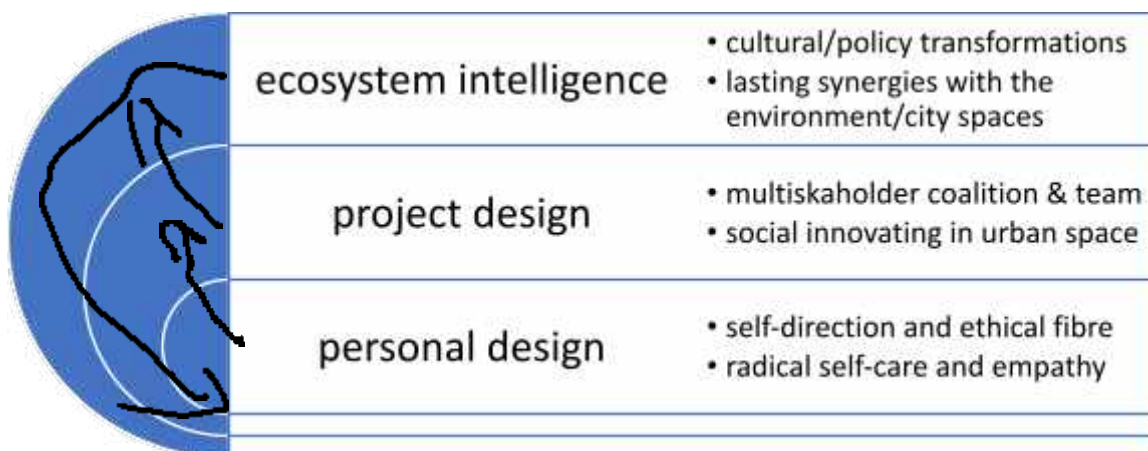 ecosystem intelligence
• cultural/policy transformations
• lasting synergies with the
environment/city spaces
project design
• multiskaholder coalition & team
• social innovating in urban space
personal design
• self-direction and ethical fibre
• radical self-care and empathy